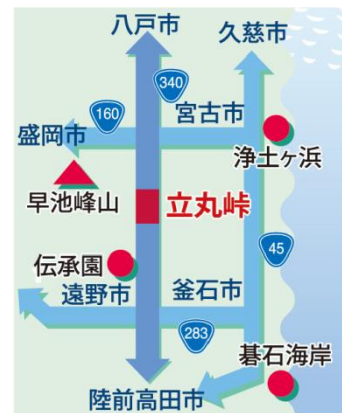 八戸市
久慈市
340
160
宮古市
盛岡市
浄土ヶ浜
早池峰山
立丸峠
45
伝承園
遠野市
釜石市
283
碁石海岸
陸前高田市